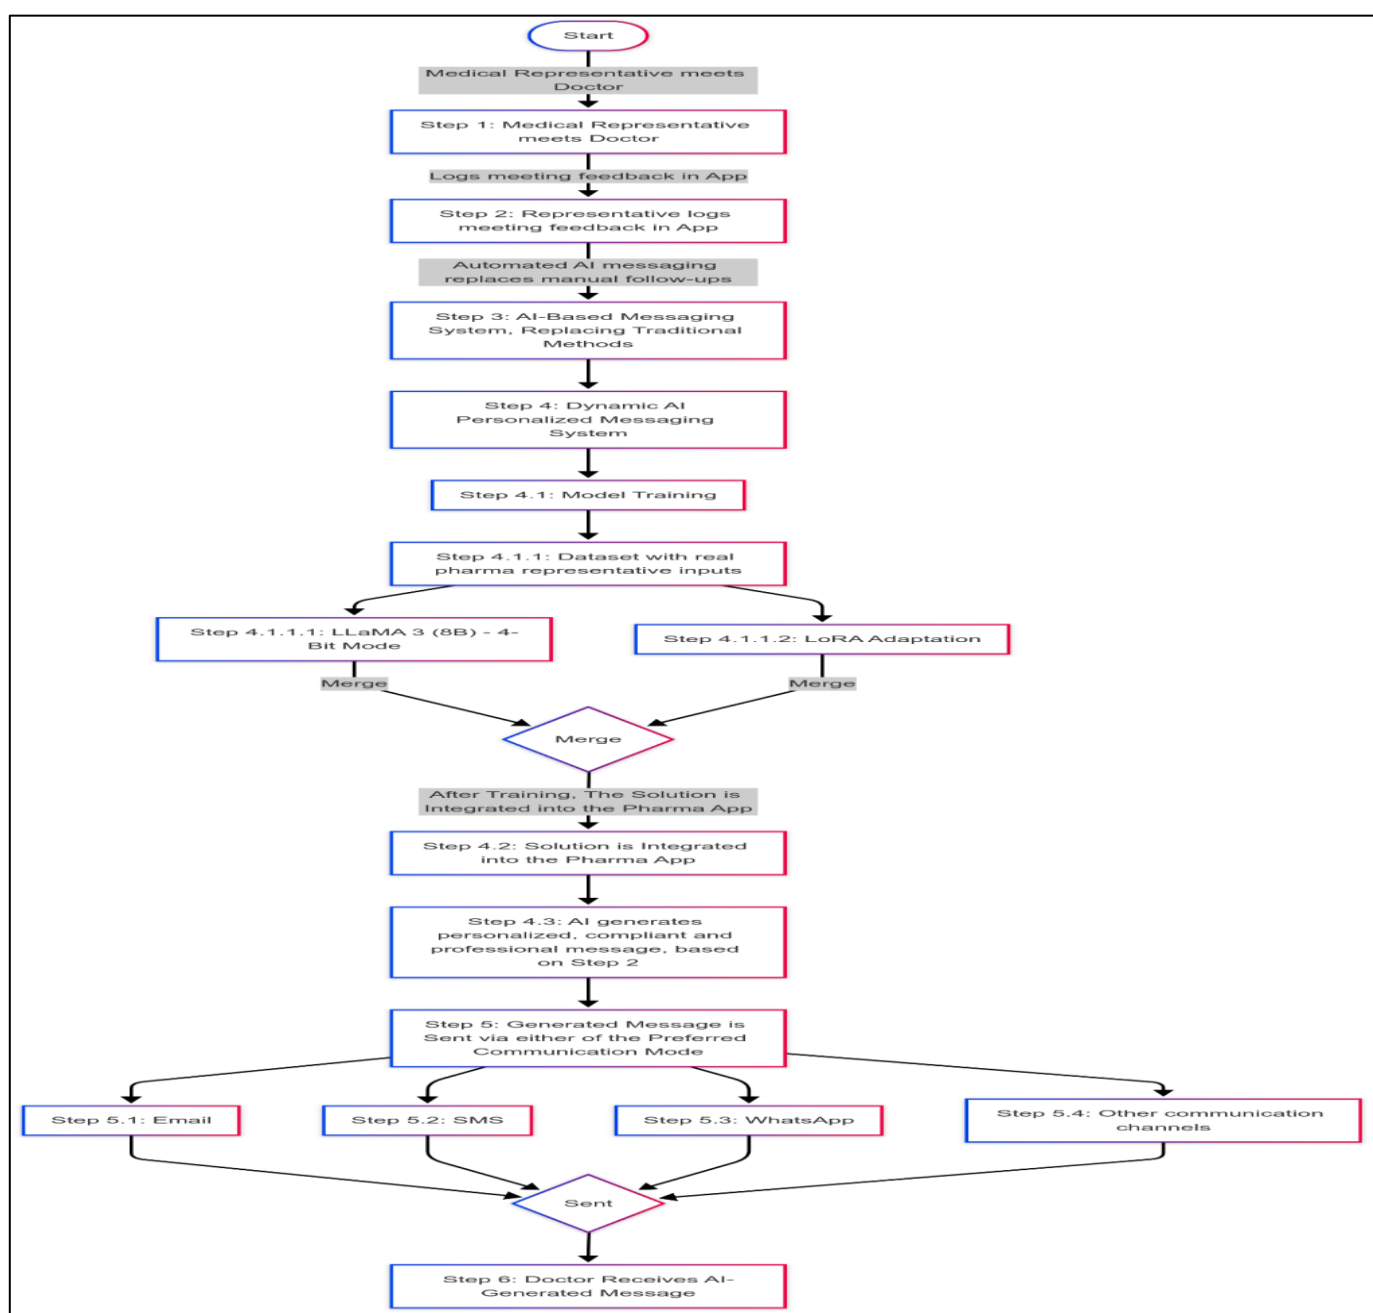 Start
Medical Representative meets
Doctor
Step 1: Medical Representative
meets Doctor
Logs meeting feedback in App
Step 2: Representative logs
meeting feedback in App
Automated AI messaging
replaces manual follow-ups
Step 3: AI-Based Messaging
System, Replacing Traditional
Methods
Step 4: Dynamic AI
Personalized Messaging
System
Step 4.1: Model Training
Step 4.1.1: Dataset with real
pharma representative inputs
Step 4.1.1.1: LLaMA 3 (8B) - 4-
Bit Mode
Step 4.1.1.2: LoRA Adaptation
Merge
Merge
Merge
After Training, The Solution is
Integrated into the Pharma App
Step 4.2: Solution is Integrated
into the Pharma App
Step 4.3: AI generates
personalized, compliant and
professional message, based
on Step 2
Step 5: Generated Message is
Sent via either of the Preferred
Communication Mode
Step 5.1: Email
Step 5.2: SMS
Step 5.3: WhatsApp
Step 5.4: Other communication
channels
Sent
Step 6: Doctor Receives AI-
Generated Message